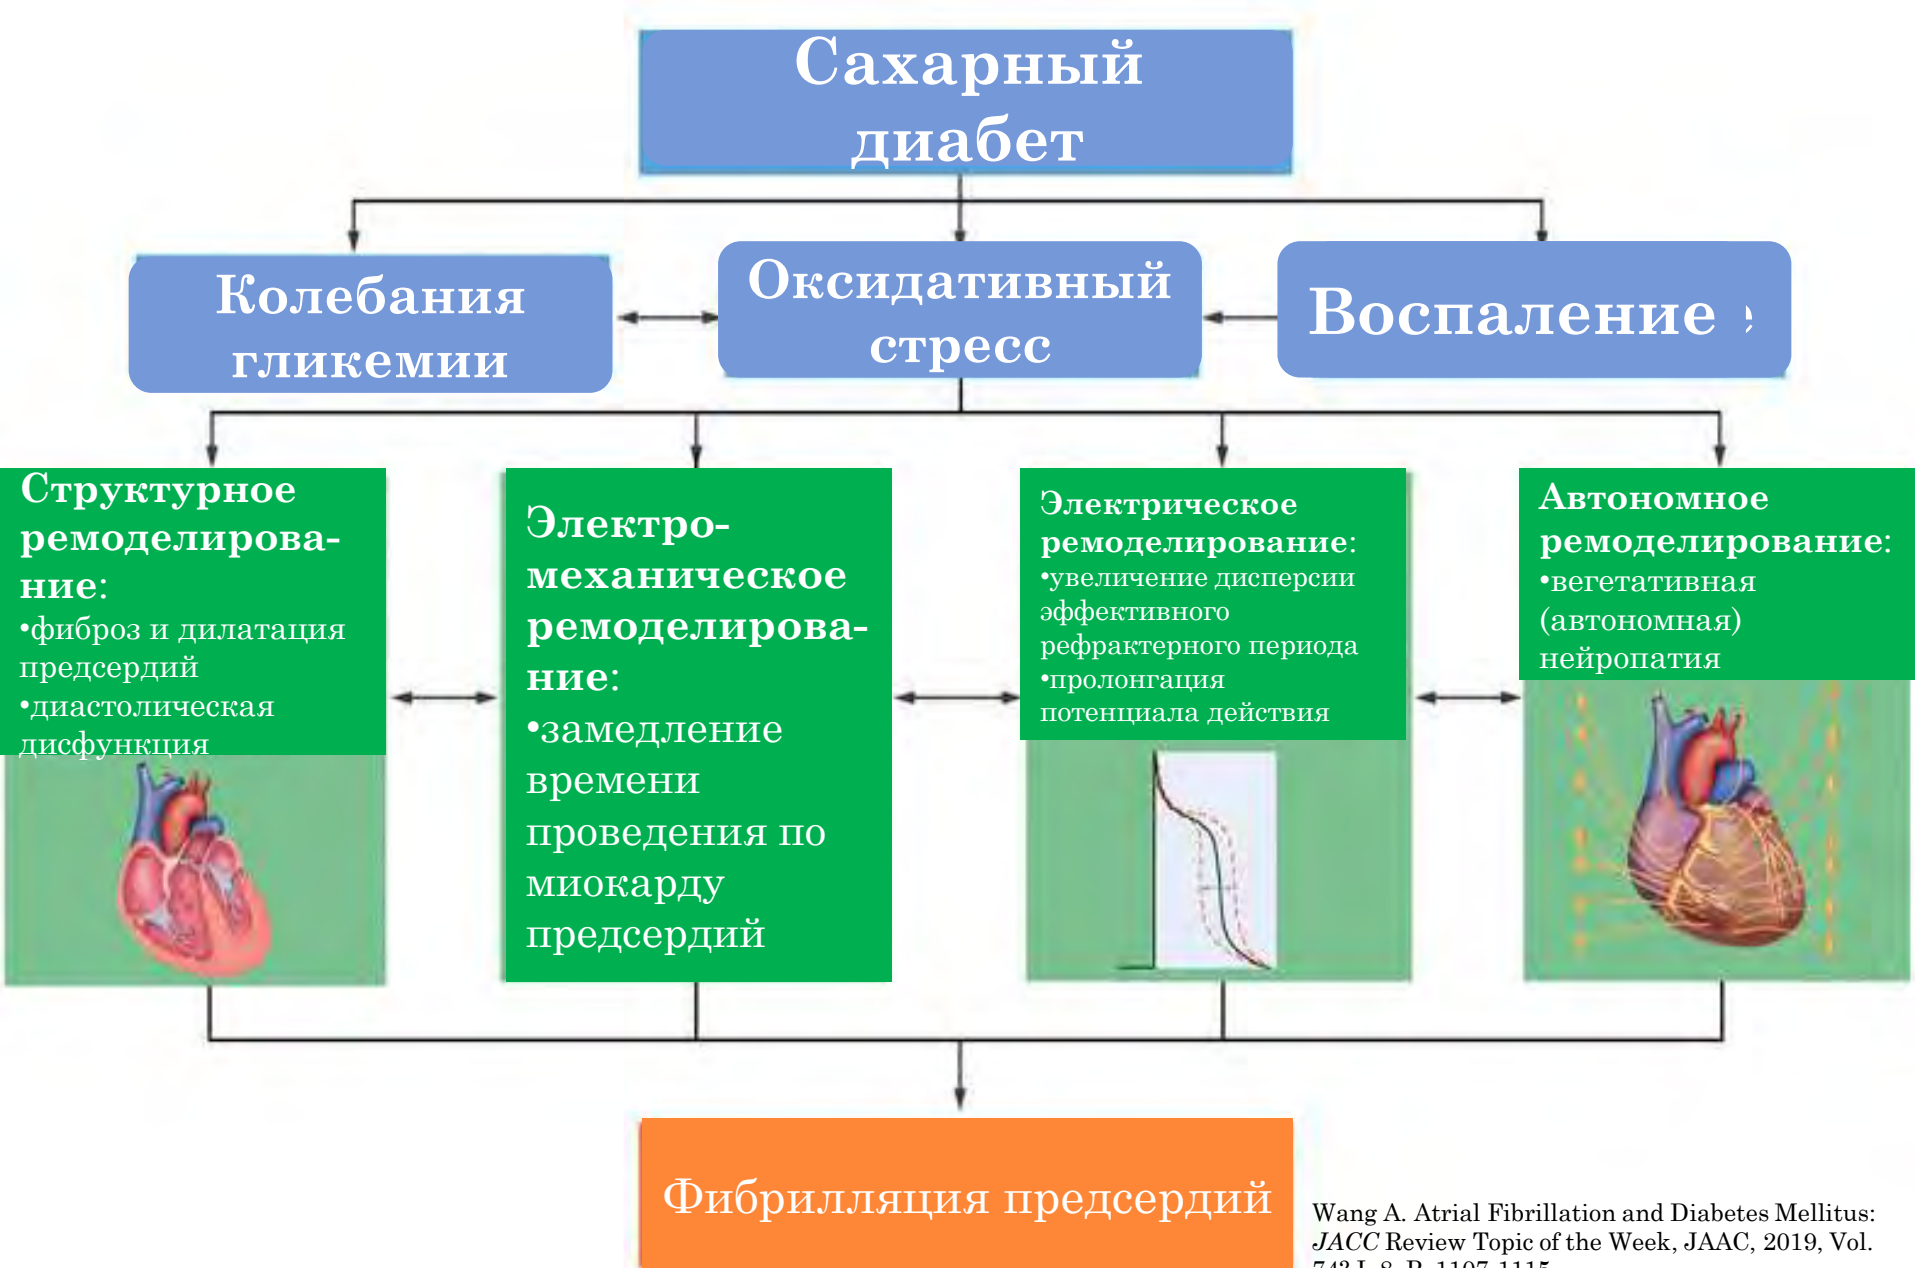 Сахарный
диабет
Колебания
гликемии
Оксидативный
стресс
Воспаление
Структурное
ремоделирова-
ние:
•фиброз и дилатация
предсердий
•диастолическая
дисфункция
Электро-
механическое
ремоделирова-
ние:
•замедление
времени
проведения по
миокарду
предсердий
Электрическое
ремоделирование:
•увеличение дисперсии
эффективного
рефрактерного периода
•пролонгация
потенциала действия
Автономное
ремоделирование:
•вегетативная
(автономная)
нейропатия
Фибрилляция предсердий
Wang A. Atrial Fibrillation and Diabetes Mellitus:
JACC Review Topic of the Week, JAAC, 2019, Vol.